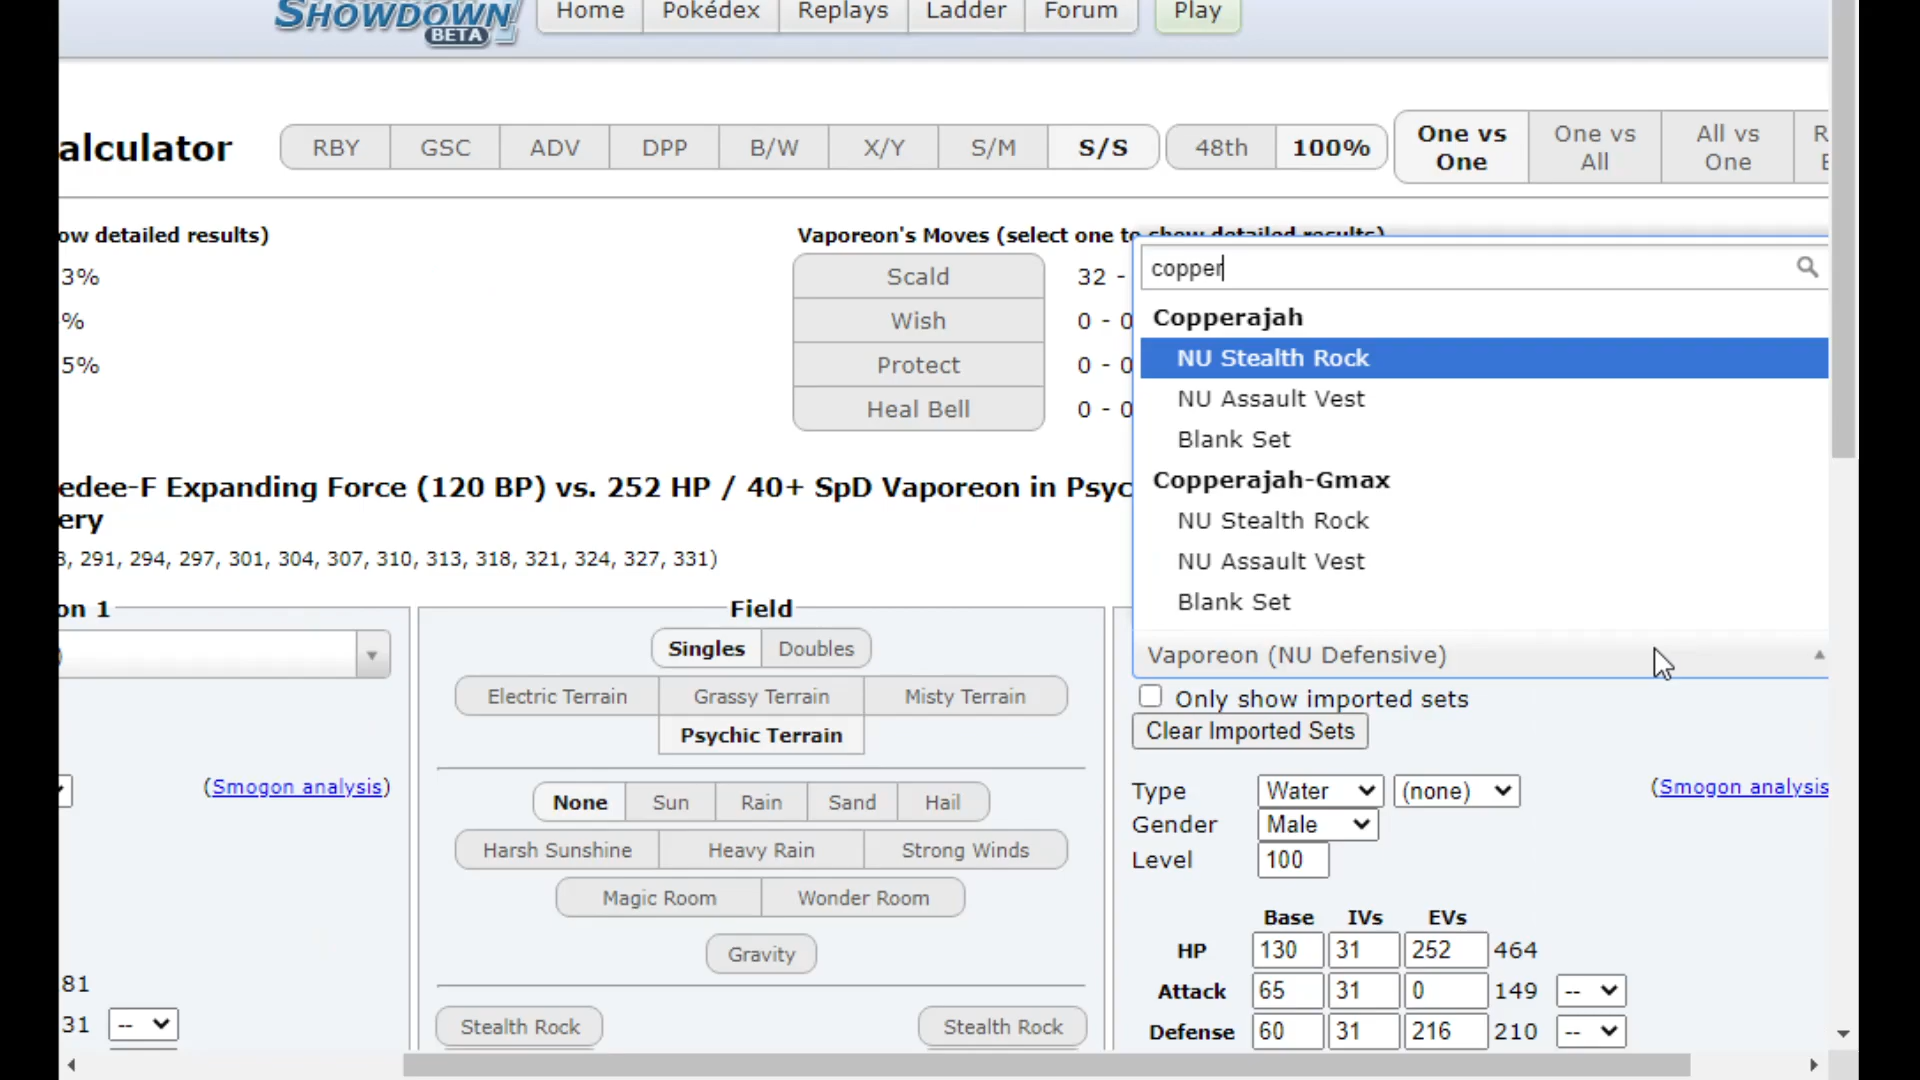 SHOWDOWN
BETA
Home Pokédex Replays Ladder Forum Play
alculator RBY GSC ADV DPP B/W X/Y S/M S/S 48th 100% One vs One One vs All All vs One
ow detailed results)
3%
%
5%
Vaporeon's Moves (select one to show detailed results)
Scald 32 -
Wish 0 - 0
Protect 0 - 0
Heal Bell 0 - 0
copper
Copperajah
NU Stealth Rock
NU Assault Vest
Blank Set
Copperajah-Gmax
NU Stealth Rock
NU Assault Vest
Blank Set
Vaporeon (NU Defensive)
edee-F Expanding Force (120 BP) vs. 252 HP / 40+ SpD Vaporeon in Psyc
ery
, 291, 294, 297, 301, 304, 307, 310, 313, 318, 321, 324, 327, 331)
on 1
)
(Smogon analysis)
81
31 --
Field
Singles Doubles
Electric Terrain Grassy Terrain Misty Terrain
Psychic Terrain
None Sun Rain Sand Hail
Harsh Sunshine Heavy Rain Strong Winds
Magic Room Wonder Room
Gravity
Stealth Rock Stealth Rock
Only show imported sets
Clear Imported Sets
Type Water (none) (Smogon analysis
Gender Male
Level 100
Base IVs EVs
HP 130 31 252 464
Attack 65 31 0 149 --
Defense 60 31 216 210 --